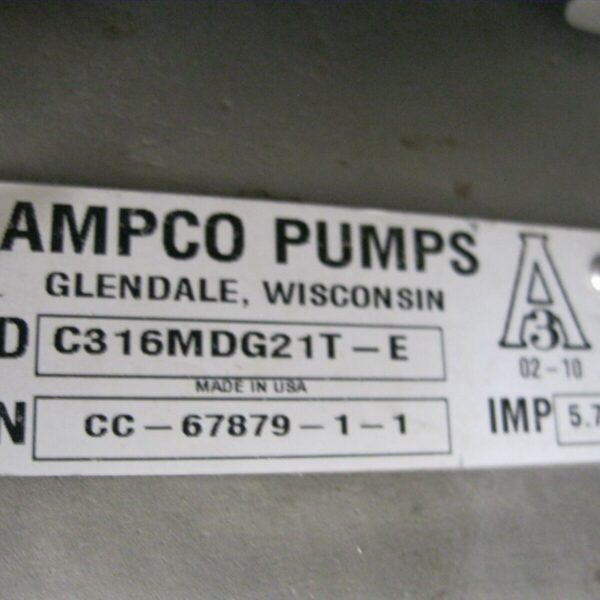 AMPCO PUMPS
GLENDALE, WISCONSIN
D C316MDG21T-E
MADE IN USA
N CC-67879-1-1
A 3
02-10
IMP 5.7